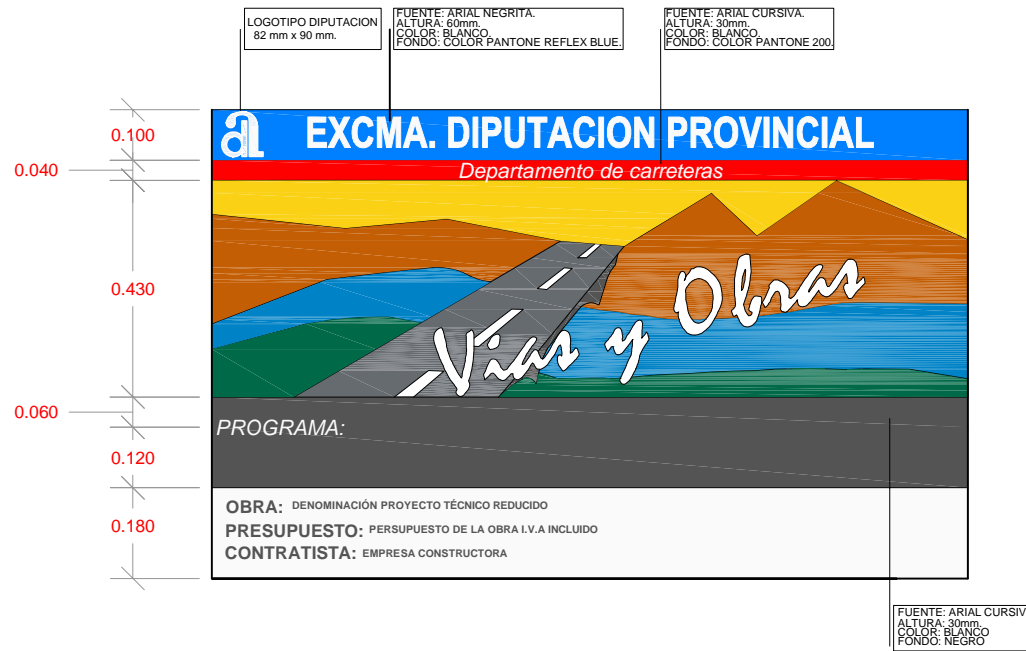 LOGOTIPO DIPUTACION
82 mm x 90 mm.
FUENTE: ARIAL NEGRITA.
ALTURA: 60mm.
COLOR: BLANCO.
FONDO: COLOR PANTONE REFLEX BLUE.
FUENTE: ARIAL CURSIVA.
ALTURA: 30mm.
COLOR: BLANCO.
FONDO: COLOR PANTONE 200.
0.100
a
EXCMA. DIPUTACION PROVINCIAL
0.040
Departamento de carreteras
0.430
Vias y Obras
0.060
PROGRAMA:
0.120
0.180
OBRA: DENOMINACIÓN PROYECTO TÉCNICO REDUCIDO
PRESUPUESTO: PERSUPUESTO DE LA OBRA I.V.A INCLUIDO
CONTRATISTA: EMPRESA CONSTRUCTORA
FUENTE: ARIAL CURSIV
ALTURA: 30mm.
COLOR: BLANCO
FONDO: NEGRO